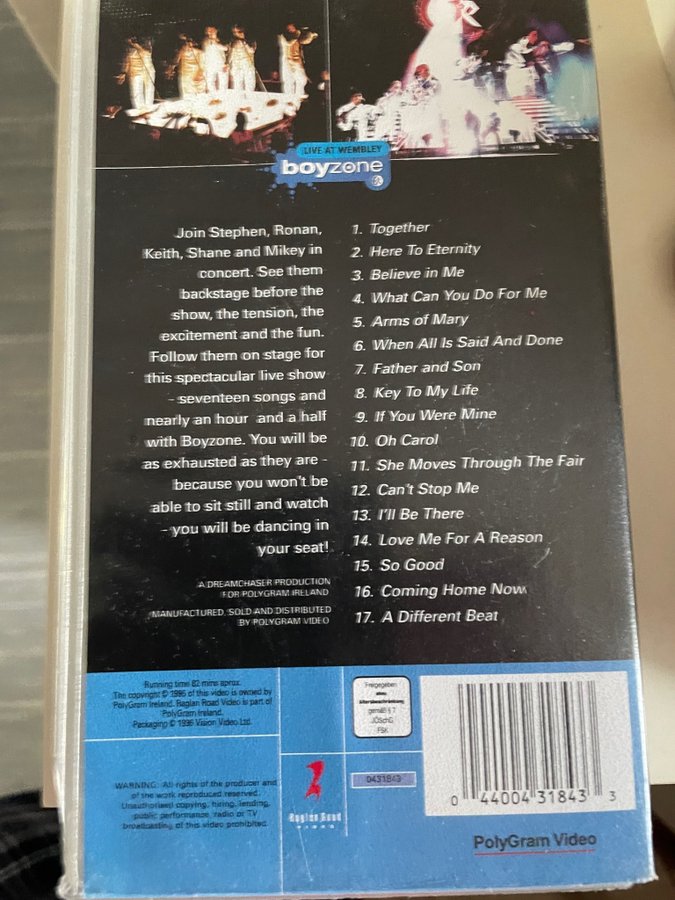 LIVE AT WEMBLEY
boyzone
Join Stephen, Ronan,
Keith, Shane and Mikey in
concert. See them
backstage before the
show, the tension, the
excitement and the fun.
Follow them on stage for
this spectacular live show
- seventeen songs and
nearly an hour and a half
with Boyzone. You will be
as exhausted as they are -
because you won't be
able to sit still and watch
- you will be dancing in
your seat!
A DREAMCHASER PRODUCTION
FOR POLYGRAM IRELAND
MANUFACTURED, SOLD AND DISTRIBUTED
BY POLYGRAM VIDEO
1. Together
2. Here To Eternity
3. Believe in Me
4. What Can You Do For Me
5. Arms of Mary
6. When All Is Said And Done
7. Father and Son
8. Key To My Life
9. If You Were Mine
10. Oh Carol
11. She Moves Through The Fair
12. Can't Stop Me
13. I'll Be There
14. Love Me For A Reason
15. So Good
16. Coming Home Now
17. A Different Beat
Running time 82 mins aprox.
The copyright © 1996 of this video is owned by
PolyGram Ireland. Raglan Road Video is part of
PolyGram Ireland.
Packaging © 1996 Vision Video Ltd.
WARNING: All rights of the producer and
of the work reproduced reserved.
Unauthorised copying, hiring, lending,
public performance, radio or TV
broadcasting of this video prohibited.
Raglan Road
VIDEO
Freigegeben
ohne
Altersbeschränkung
gemäß § 7
JÖSchG
FSK
0431843
0 44004 31843 3
PolyGram Video